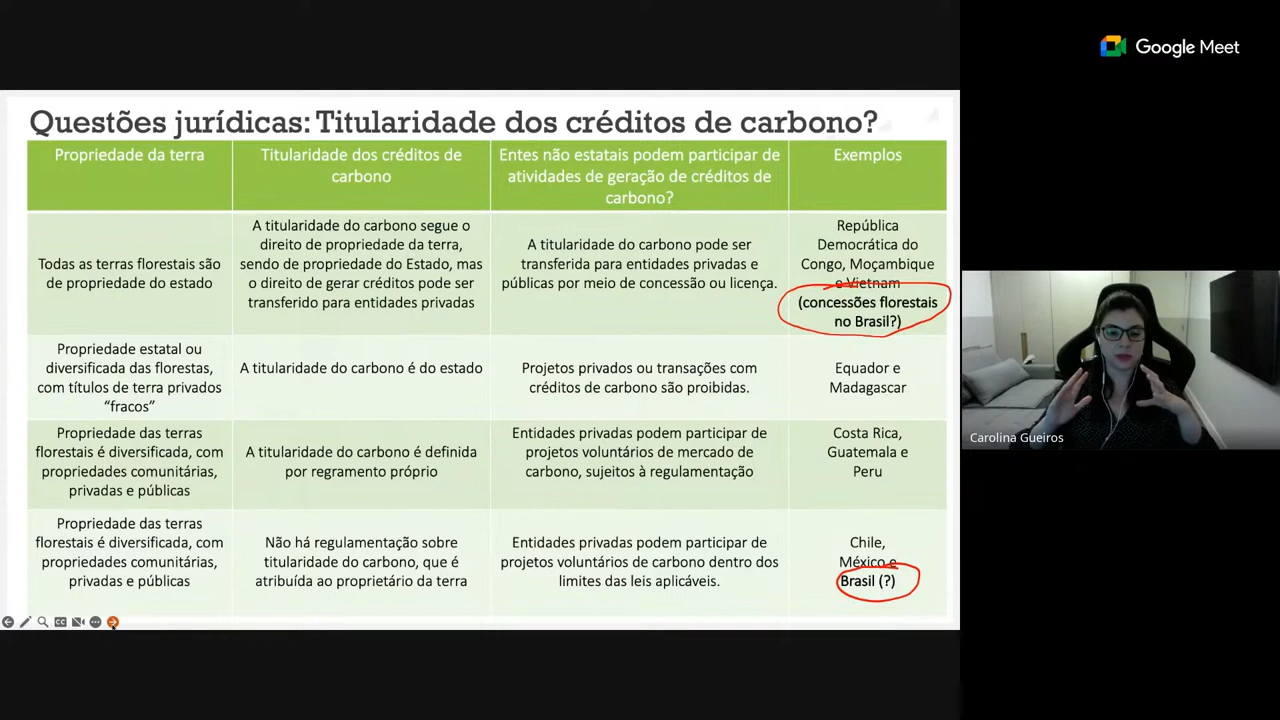 Google Meet
Questões jurídicas: Titularidade dos créditos de carbono?
Propriedade da terra
Titularidade dos créditos de
carbono
Entes não estatais podem participar de
atividades de geração de créditos de
carbono?
Exemplos
Todas as terras florestais são
de propriedade do estado
A titularidade do carbono segue o
direito de propriedade da terra,
sendo de propriedade do Estado, mas
o direito de gerar créditos pode ser
transferido para entidades privadas
A titularidade do carbono pode ser
transferida para entidades privadas e
públicas por meio de concessão ou licença.
República
Democrática do
Congo, Moçambique
e Vietnam
(concessões florestais
no Brasil?)
Propriedade estatal ou
diversificada das florestas,
com títulos de terra privados
“fracos”
A titularidade do carbono é do estado
Projetos privados ou transações com
créditos de carbono são proibidas.
Equador e
Madagascar
Propriedade das terras
florestais é diversificada, com
propriedades comunitárias,
privadas e públicas
A titularidade do carbono é definida
por regramento próprio
Entidades privadas podem participar de
projetos voluntários de mercado de
carbono, sujeitos à regulamentação
Costa Rica,
Guatemala e
Peru
Propriedade das terras
florestais é diversificada, com
propriedades comunitárias,
privadas e públicas
Não há regulamentação sobre
titularidade do carbono, que é
atribuída ao proprietário da terra
Entidades privadas podem participar de
projetos voluntários de carbono dentro dos
limites das leis aplicáveis.
Chile,
México e
Brasil (?)
Carolina Gueiros